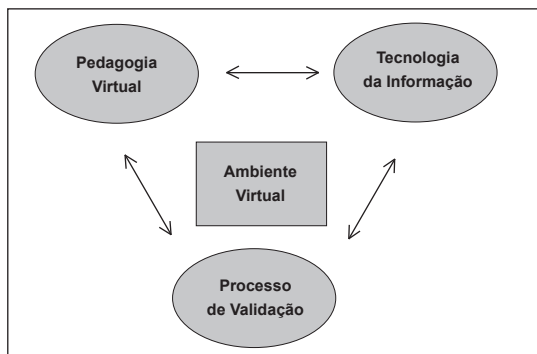 Pedagogia
Virtual
Tecnologia
da Informação
Ambiente
Virtual
Processo
de Validação